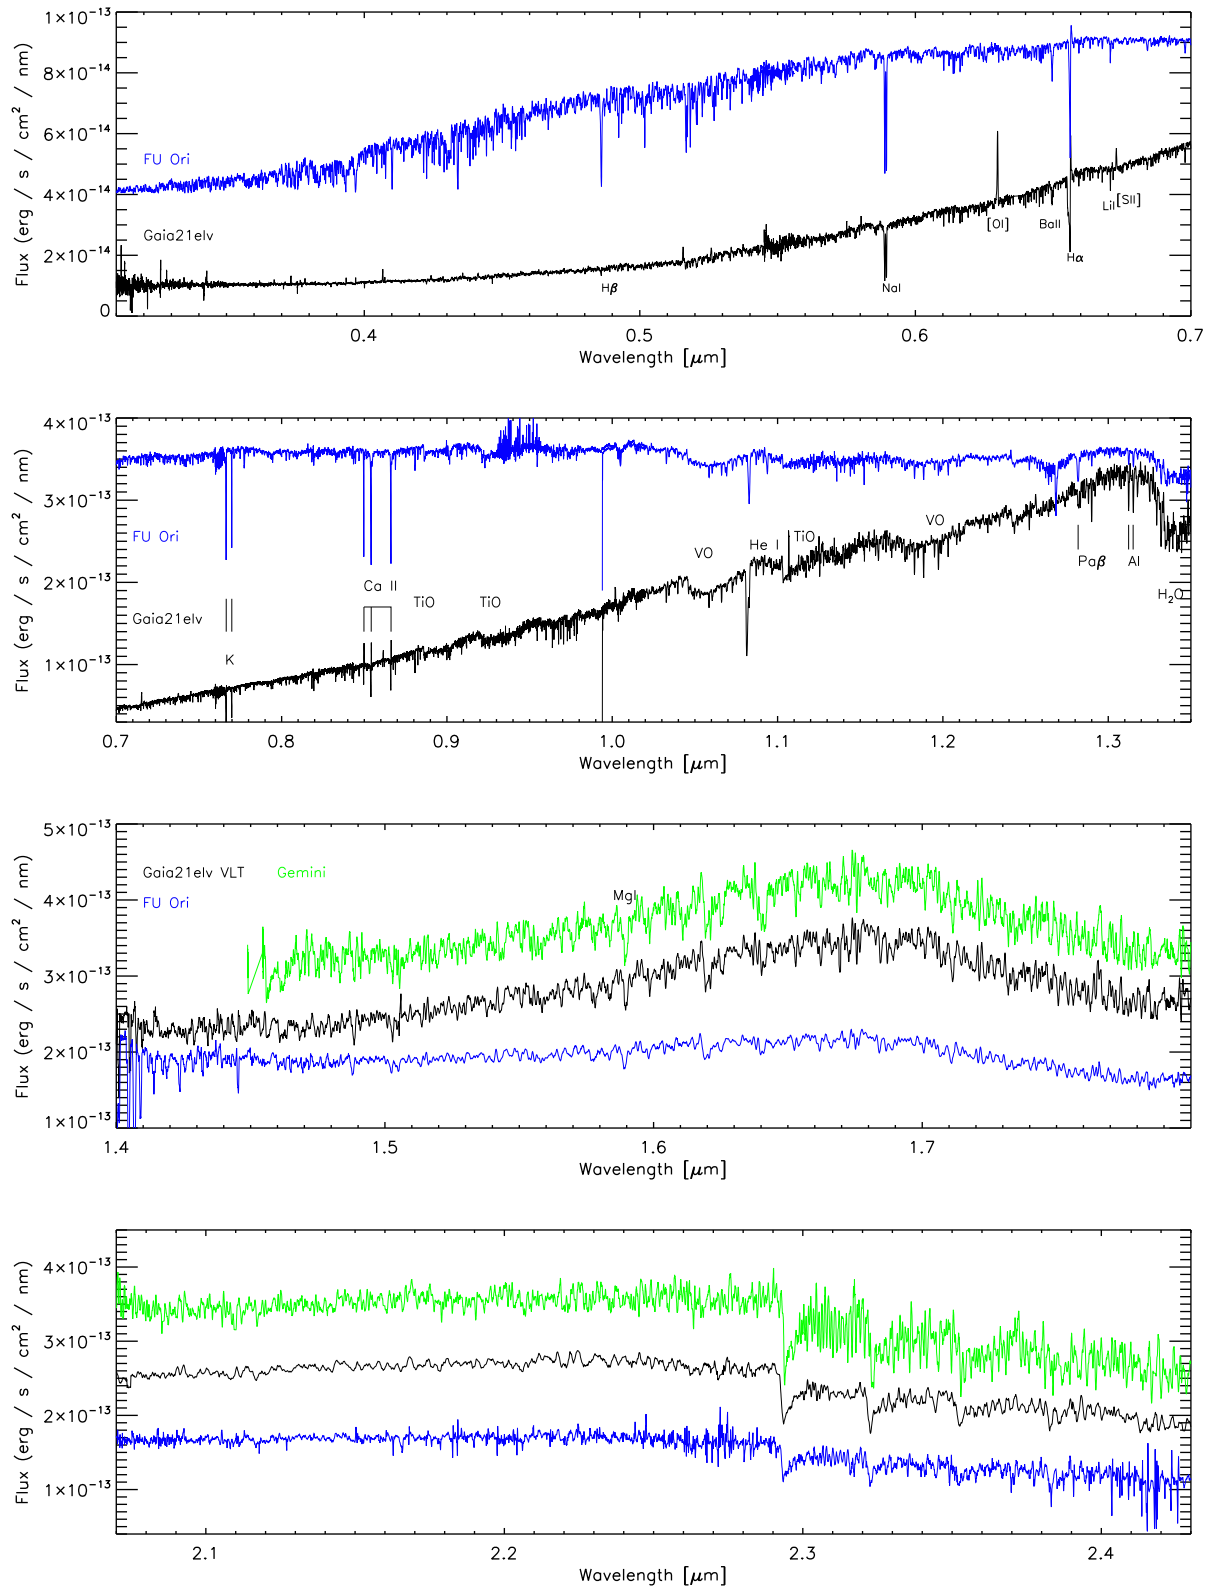 1×10⁻¹³
8×10⁻¹⁴
6×10⁻¹⁴
4×10⁻¹⁴
2×10⁻¹⁴
0
Flux (erg / s / cm² / nm)
FU Ori
Gaia21elv
Hβ
NaI
[OI]
BaII
Hα
LiI
[SII]
0.4 0.5 0.6 0.7
Wavelength [μm]
4×10⁻¹³
3×10⁻¹³
2×10⁻¹³
1×10⁻¹³
Flux (erg / s / cm² / nm)
FU Ori
Gaia21elv
K
Ca II
TiO
TiO
VO
He I
TiO
VO
Paβ
Al
H₂O
0.7 0.8 0.9 1.0 1.1 1.2 1.3
Wavelength [μm]
5×10⁻¹³
4×10⁻¹³
3×10⁻¹³
2×10⁻¹³
1×10⁻¹³
Flux (erg / s / cm² / nm)
Gaia21elv VLT Gemini
FU Ori
MgI
1.4 1.5 1.6 1.7
Wavelength [μm]
4×10⁻¹³
3×10⁻¹³
2×10⁻¹³
1×10⁻¹³
Flux (erg / s / cm² / nm)
2.1 2.2 2.3 2.4
Wavelength [μm]